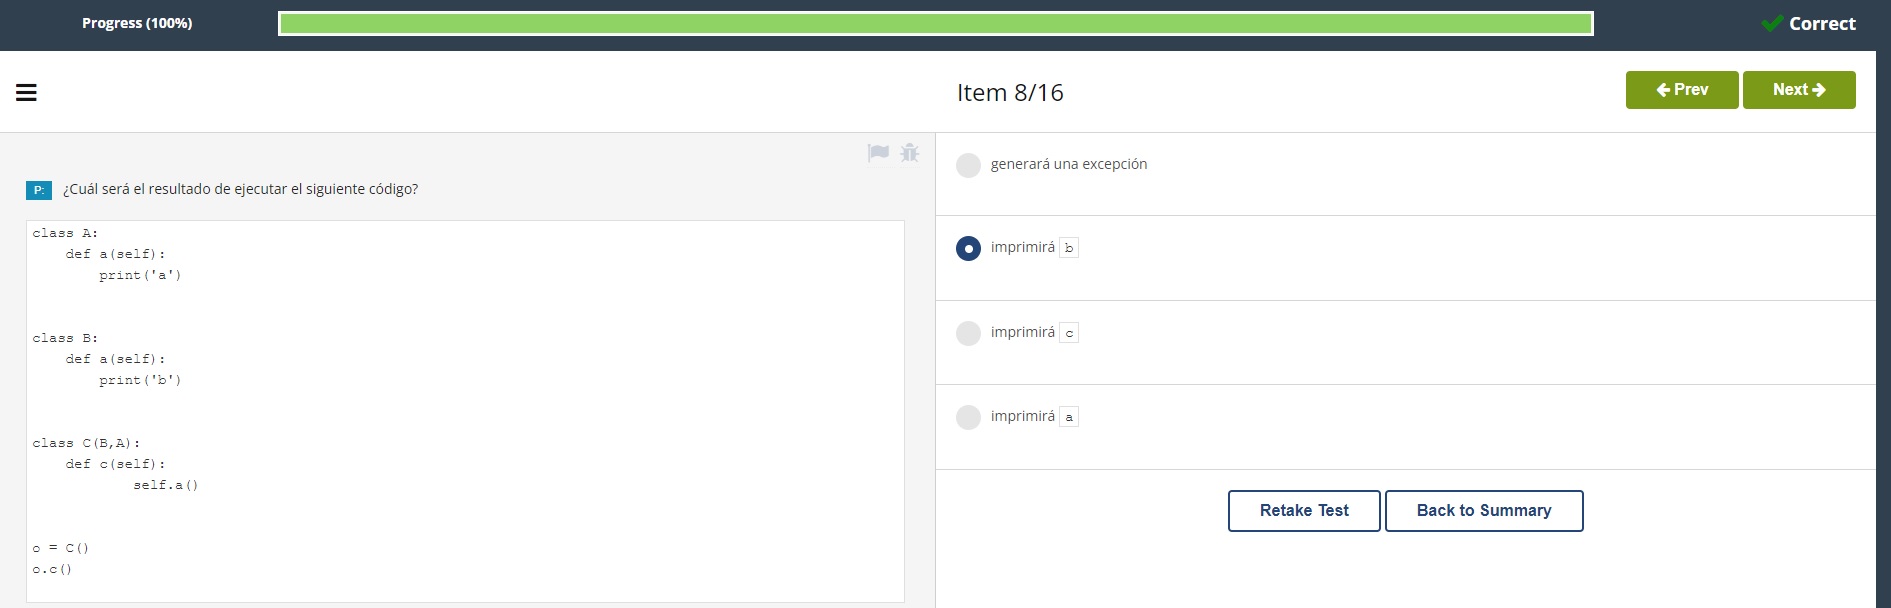 Progress (100%)
Correct
Item 8/16
Prev
Next
P: ¿Cuál será el resultado de ejecutar el siguiente código?
class A:
    def a(self):
        print('a')
class B:
    def a(self):
        print('b')
class C(B,A):
    def c(self):
            self.a()
o = C()
o.c()
generará una excepción
imprimirá b
imprimirá c
imprimirá a
Retake Test
Back to Summary